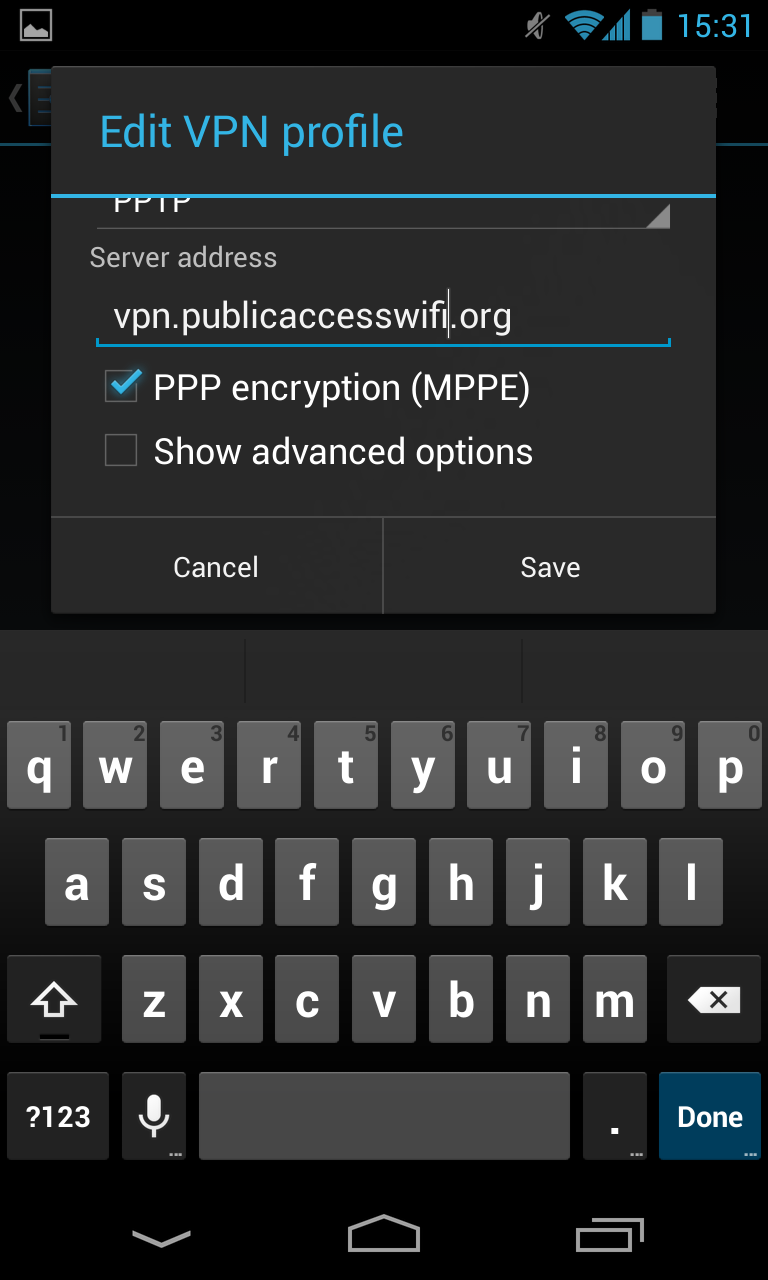 15:31
Edit VPN profile
PPTP
Server address
vpn.publicaccesswifi.org
PPP encryption (MPPE)
Show advanced options
Cancel Save
1 2 3 4 5 6 7 8 9 0
q w e r t y u i o p
a s d f g h j k l
z x c v b n m
?123 . Done